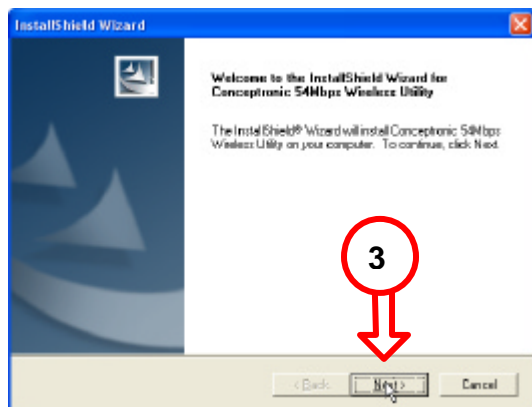 InstallShield Wizard
Welcome to the InstallShield Wizard for
Conceptronic 54Mbps Wireless Utility
The InstallShield® Wizard will install Conceptronic 54Mbps
Wireless Utility on your computer. To continue, click Next
3
< Back
Next >
Cancel